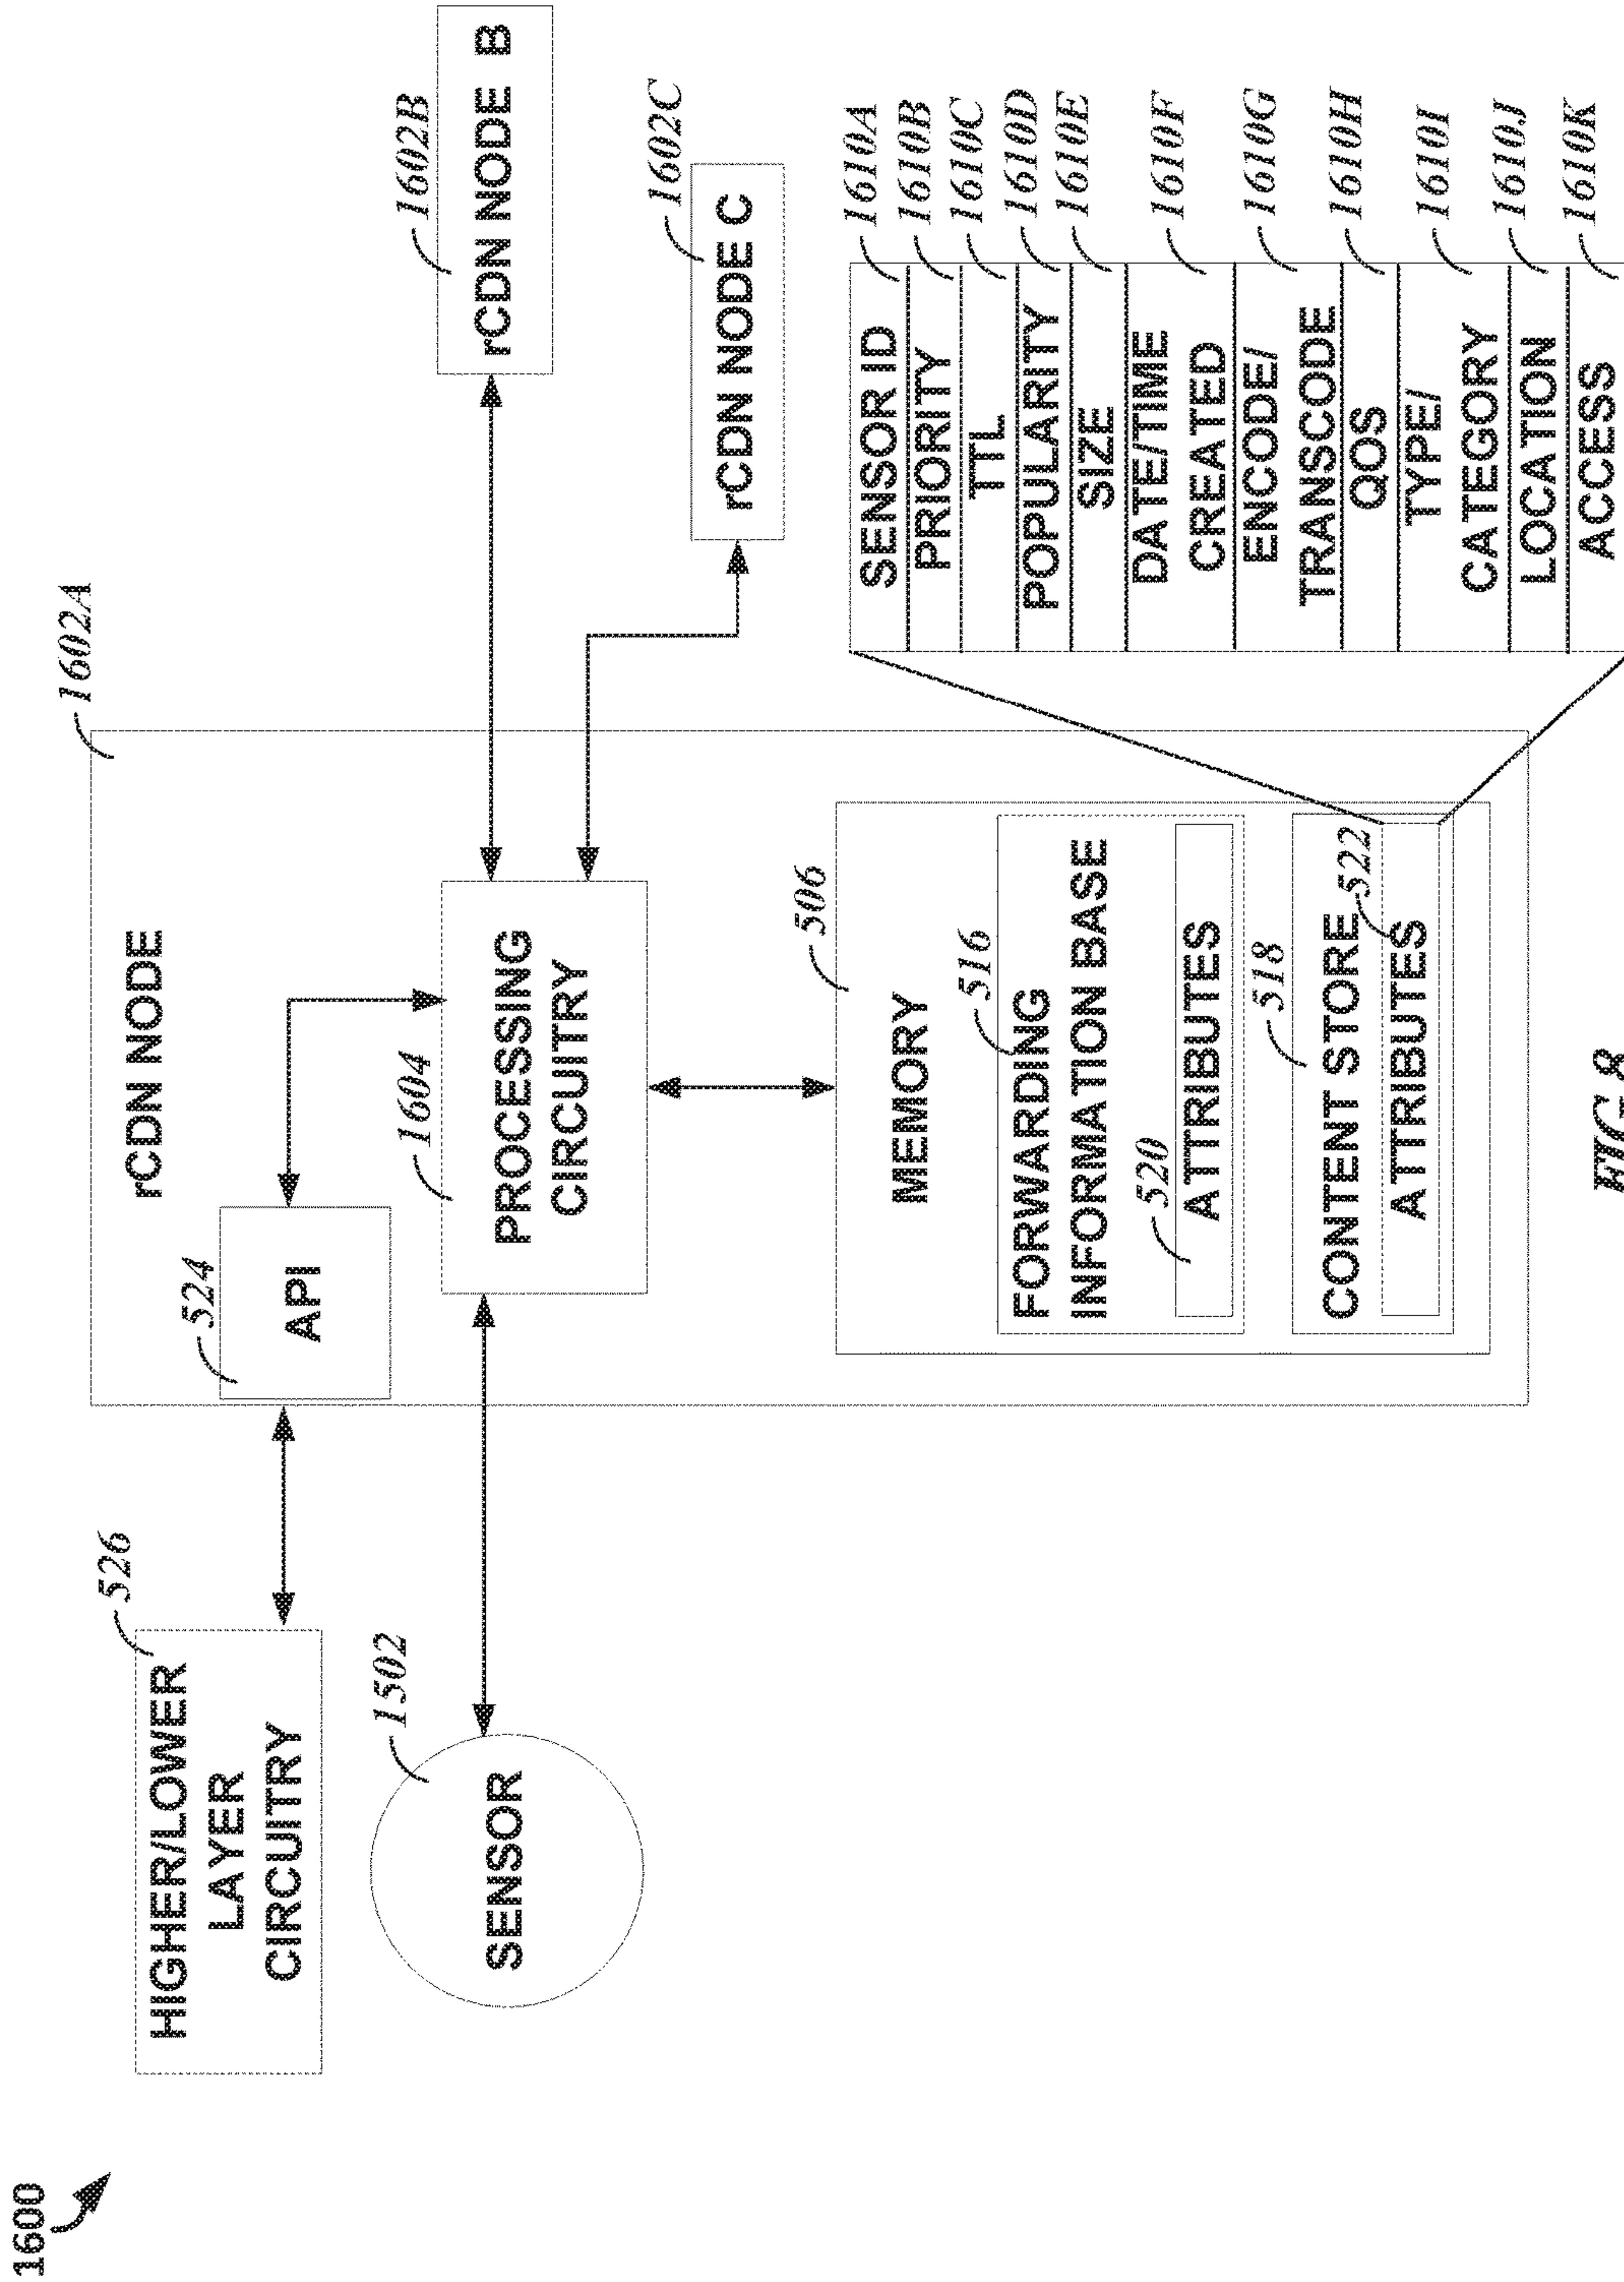 1600
HIGHER/LOWER
LAYER
CIRCUITRY
526
SENSOR
1502
1602A
rCDN NODE
API
524
PROCESSING
CIRCUITRY
1604
MEMORY
506
FORWARDING
INFORMATION BASE
516
ATTRIBUTES
520
CONTENT STORE
518
ATTRIBUTES
522
rCDN NODE B
1602B
rCDN NODE C
1602C
SENSOR ID 1610A
PRIORITY 1610B
TTL 1610C
POPULARITY 1610D
SIZE 1610E
DATE/TIME
CREATED 1610F
ENCODE/
TRANSCODE 1610G
QOS 1610H
TYPE/
CATEGORY 1610I
LOCATION 1610J
ACCESS 1610K
FIG. 8